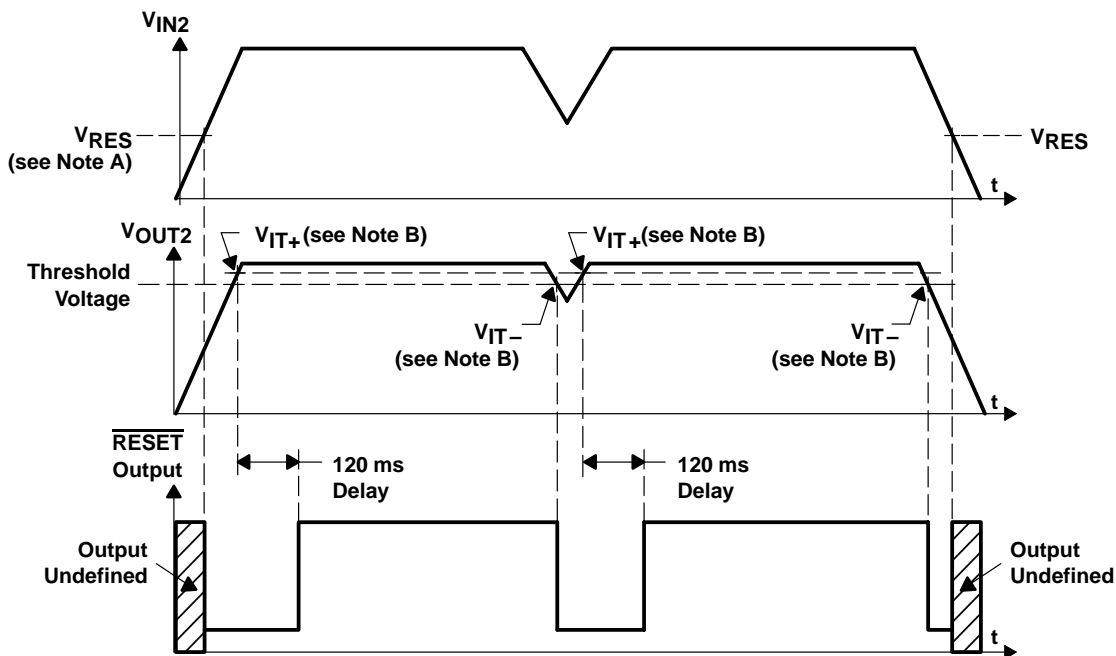 VIN2
VRES
(see Note A)
VRES
t
VOUT2
VIT+ (see Note B)
VIT+ (see Note B)
Threshold
Voltage
VIT−
(see Note B)
VIT−
(see Note B)
t
RESET
Output
120 ms
Delay
120 ms
Delay
Output
Undefined
Output
Undefined
t